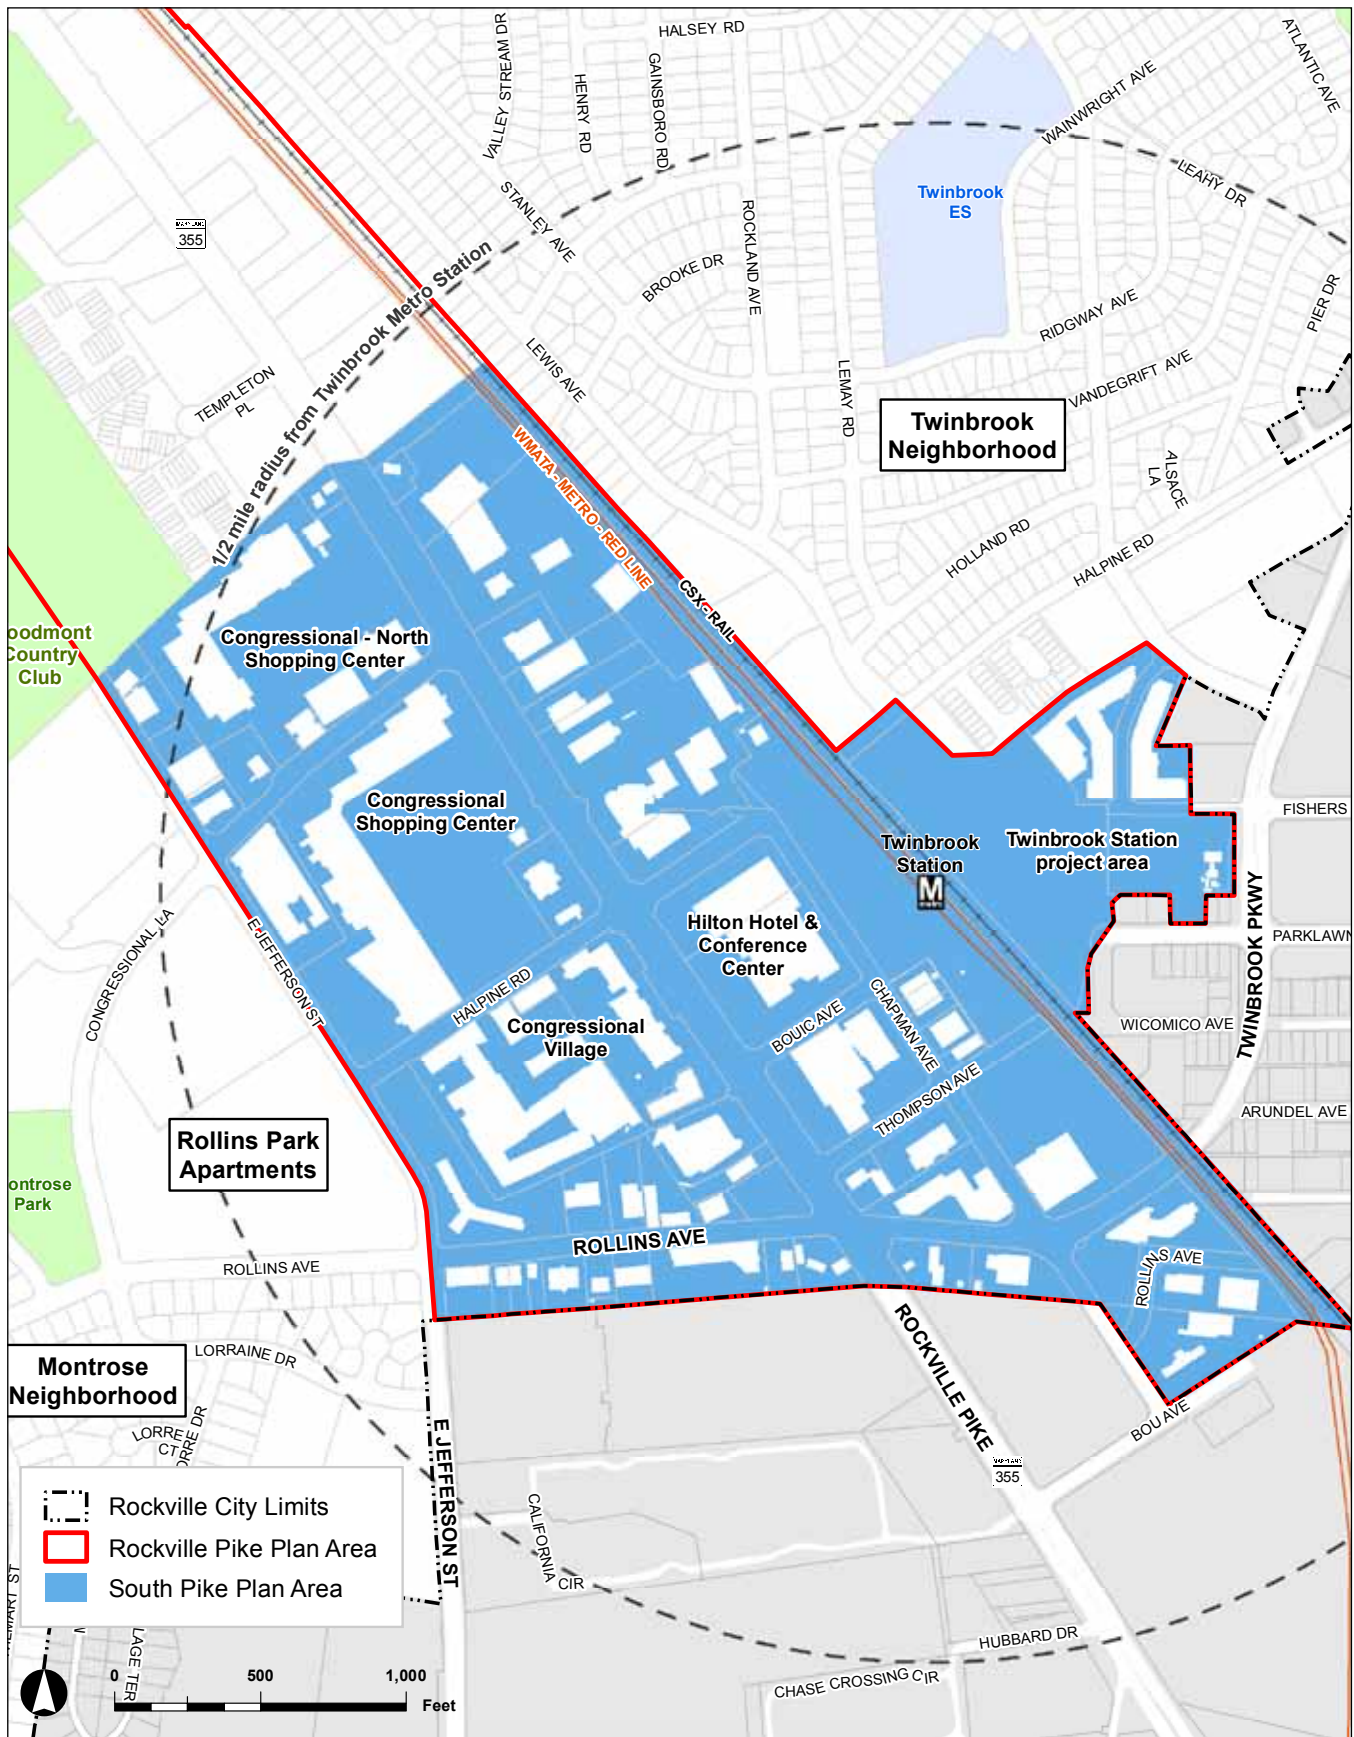 HALSEY RD
VALLEY STREAM DR
HENRY RD
GAINSBORO RD
ATLANTIC AVE
WAINWRIGHT AVE
LEAHY DR
Twinbrook
ES
STANLEY AVE
ROCKLAND AVE
355
BROOKE DR
1/2 mile radius from Twinbrook Metro Station
PIER DR
RIDGWAY AVE
LEWIS AVE
LEMAY RD
VANDEGRIFT AVE
TEMPLETON
PL
Twinbrook
Neighborhood
WMATA - METRO - RED LINE
ALSACE
LA
HOLLAND RD
HALPINE RD
CSX - RAIL
oodmont
Country
Club
Congressional - North
Shopping Center
Congressional
Shopping Center
FISHERS
Twinbrook
Station
M
Twinbrook Station
project area
Hilton Hotel &
Conference
Center
PARKLAWN
TWINBROOK PKWY
CONGRESSIONAL LA
E JEFFERSON ST
HALPINE RD
CHAPMAN AVE
BOUIC AVE
WICOMICO AVE
Congressional
Village
THOMPSON AVE
ARUNDEL AVE
Rollins Park
Apartments
ontrose
Park
ROLLINS AVE
ROLLINS AVE
ROLLINS AVE
ROCKVILLE PIKE
LORRAINE DR
Montrose
Neighborhood
LORRE
CT
ORRE DR
BOU AVE
E JEFFERSON ST
355
CALIFORNIA
CIR
Rockville City Limits
Rockville Pike Plan Area
South Pike Plan Area
LAGE TER
HUBBARD DR
CHASE CROSSING CIR
0 500 1,000
Feet